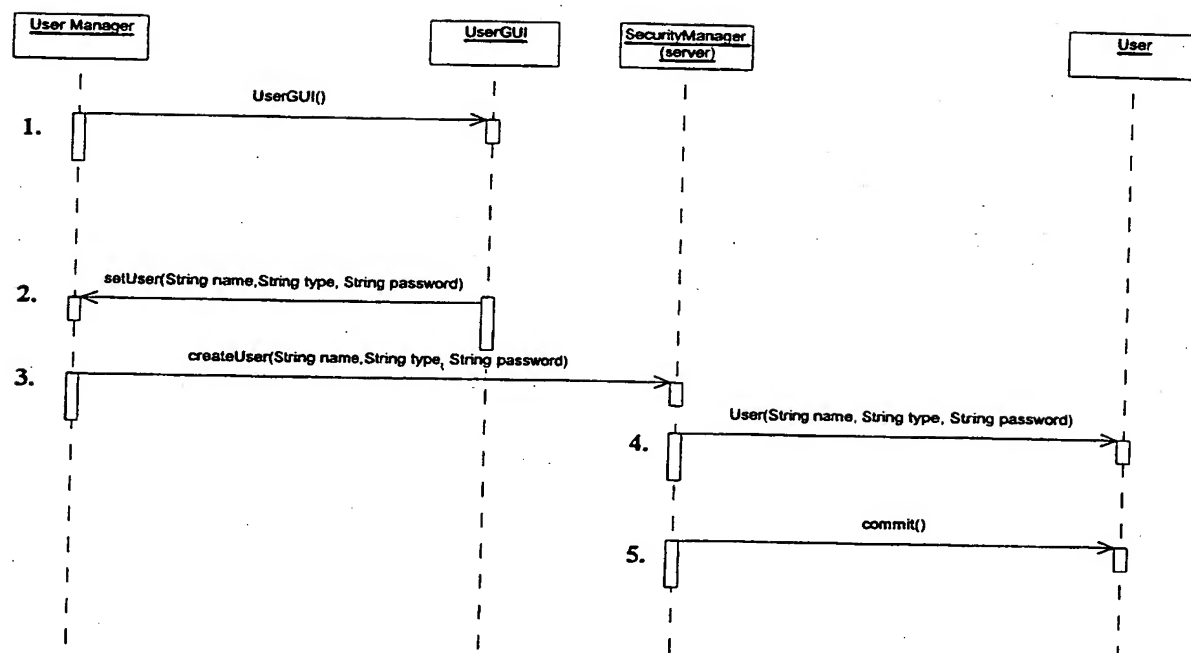 User Manager
UserGUI
SecurityManager
(server)
User
UserGUI()
1.
setUser(String name,String type, String password)
2.
createUser(String name,String type, String password)
3.
User(String name, String type, String password)
4.
commit()
5.